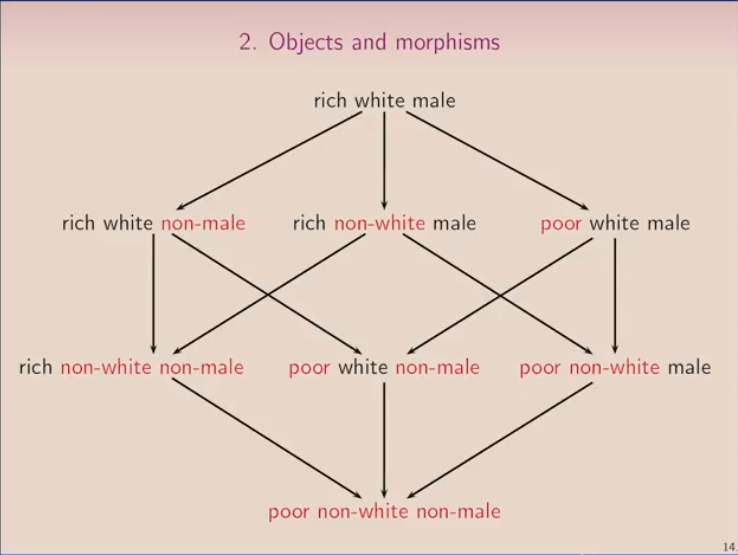 2. Objects and morphisms
rich white male
rich white non-male
rich non-white male
poor white male
rich non-white non-male
poor white non-male
poor non-white male
poor non-white non-male
14